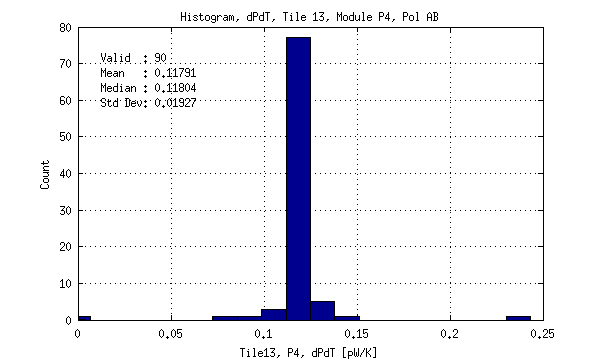 Histogram, dPdT, Tile 13, Module P4, Pol AB
80
70
60
50
40
30
20
10
0
Count
Valid : 90
Mean : 0.11791
Median : 0.11804
Std Dev: 0.01927
0 0.05 0.1 0.15 0.2 0.25
Tile13, P4, dPdT [pW/K]